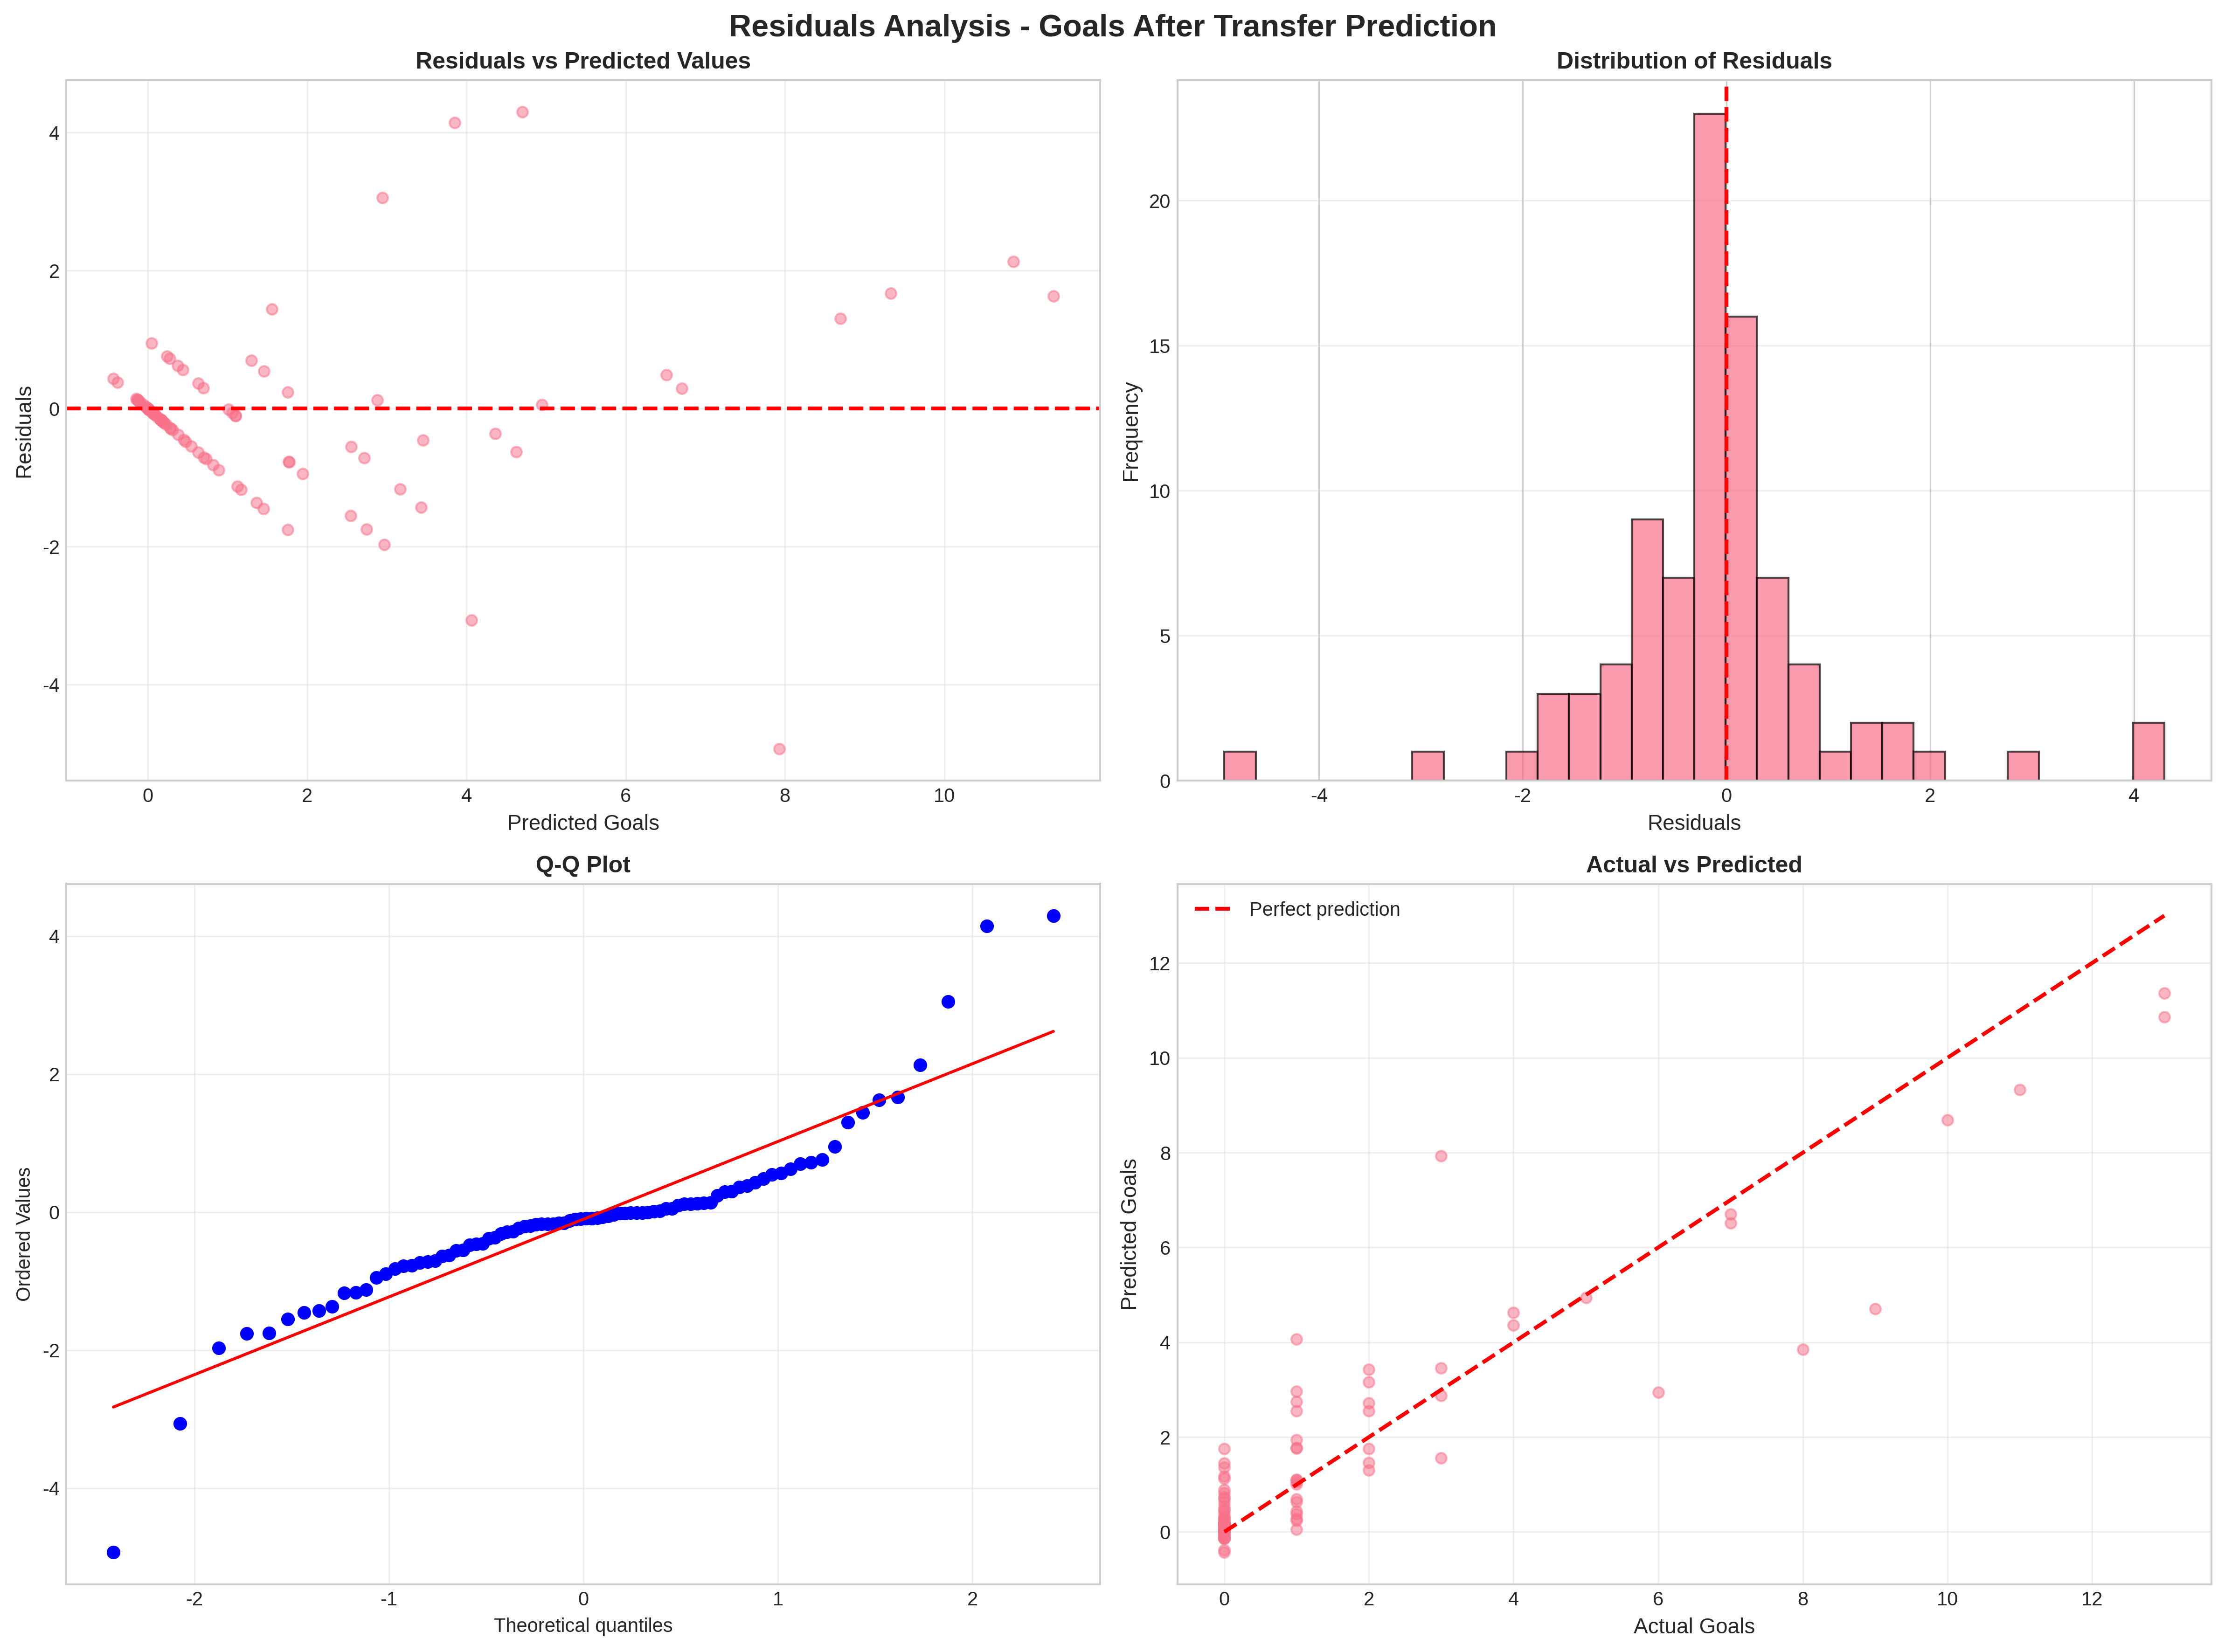 Residuals Analysis - Goals After Transfer Prediction
Residuals vs Predicted Values
4
2
0
-2
-4
Residuals
0 2 4 6 8 10
Predicted Goals
Distribution of Residuals
20
15
10
5
0
Frequency
-4 -2 0 2 4
Residuals
Q-Q Plot
4
2
0
-2
-4
Ordered Values
-2 -1 0 1 2
Theoretical quantiles
Actual vs Predicted
Perfect prediction
12
10
8
6
4
2
0
Predicted Goals
0 2 4 6 8 10 12
Actual Goals